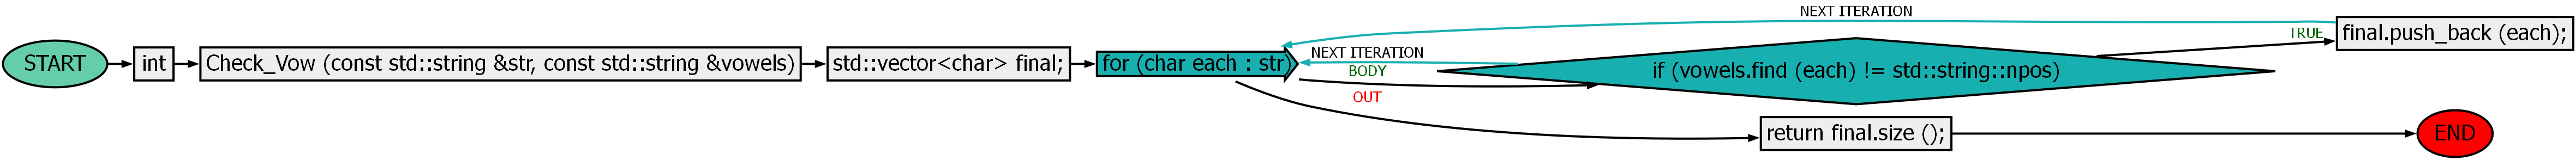 START
int
Check_Vow (const std::string &str, const std::string &vowels)
std::vector<char> final;
for (char each : str)
NEXT ITERATION
NEXT ITERATION
BODY
OUT
if (vowels.find (each) != std::string::npos)
TRUE
final.push_back (each);
return final.size ();
END